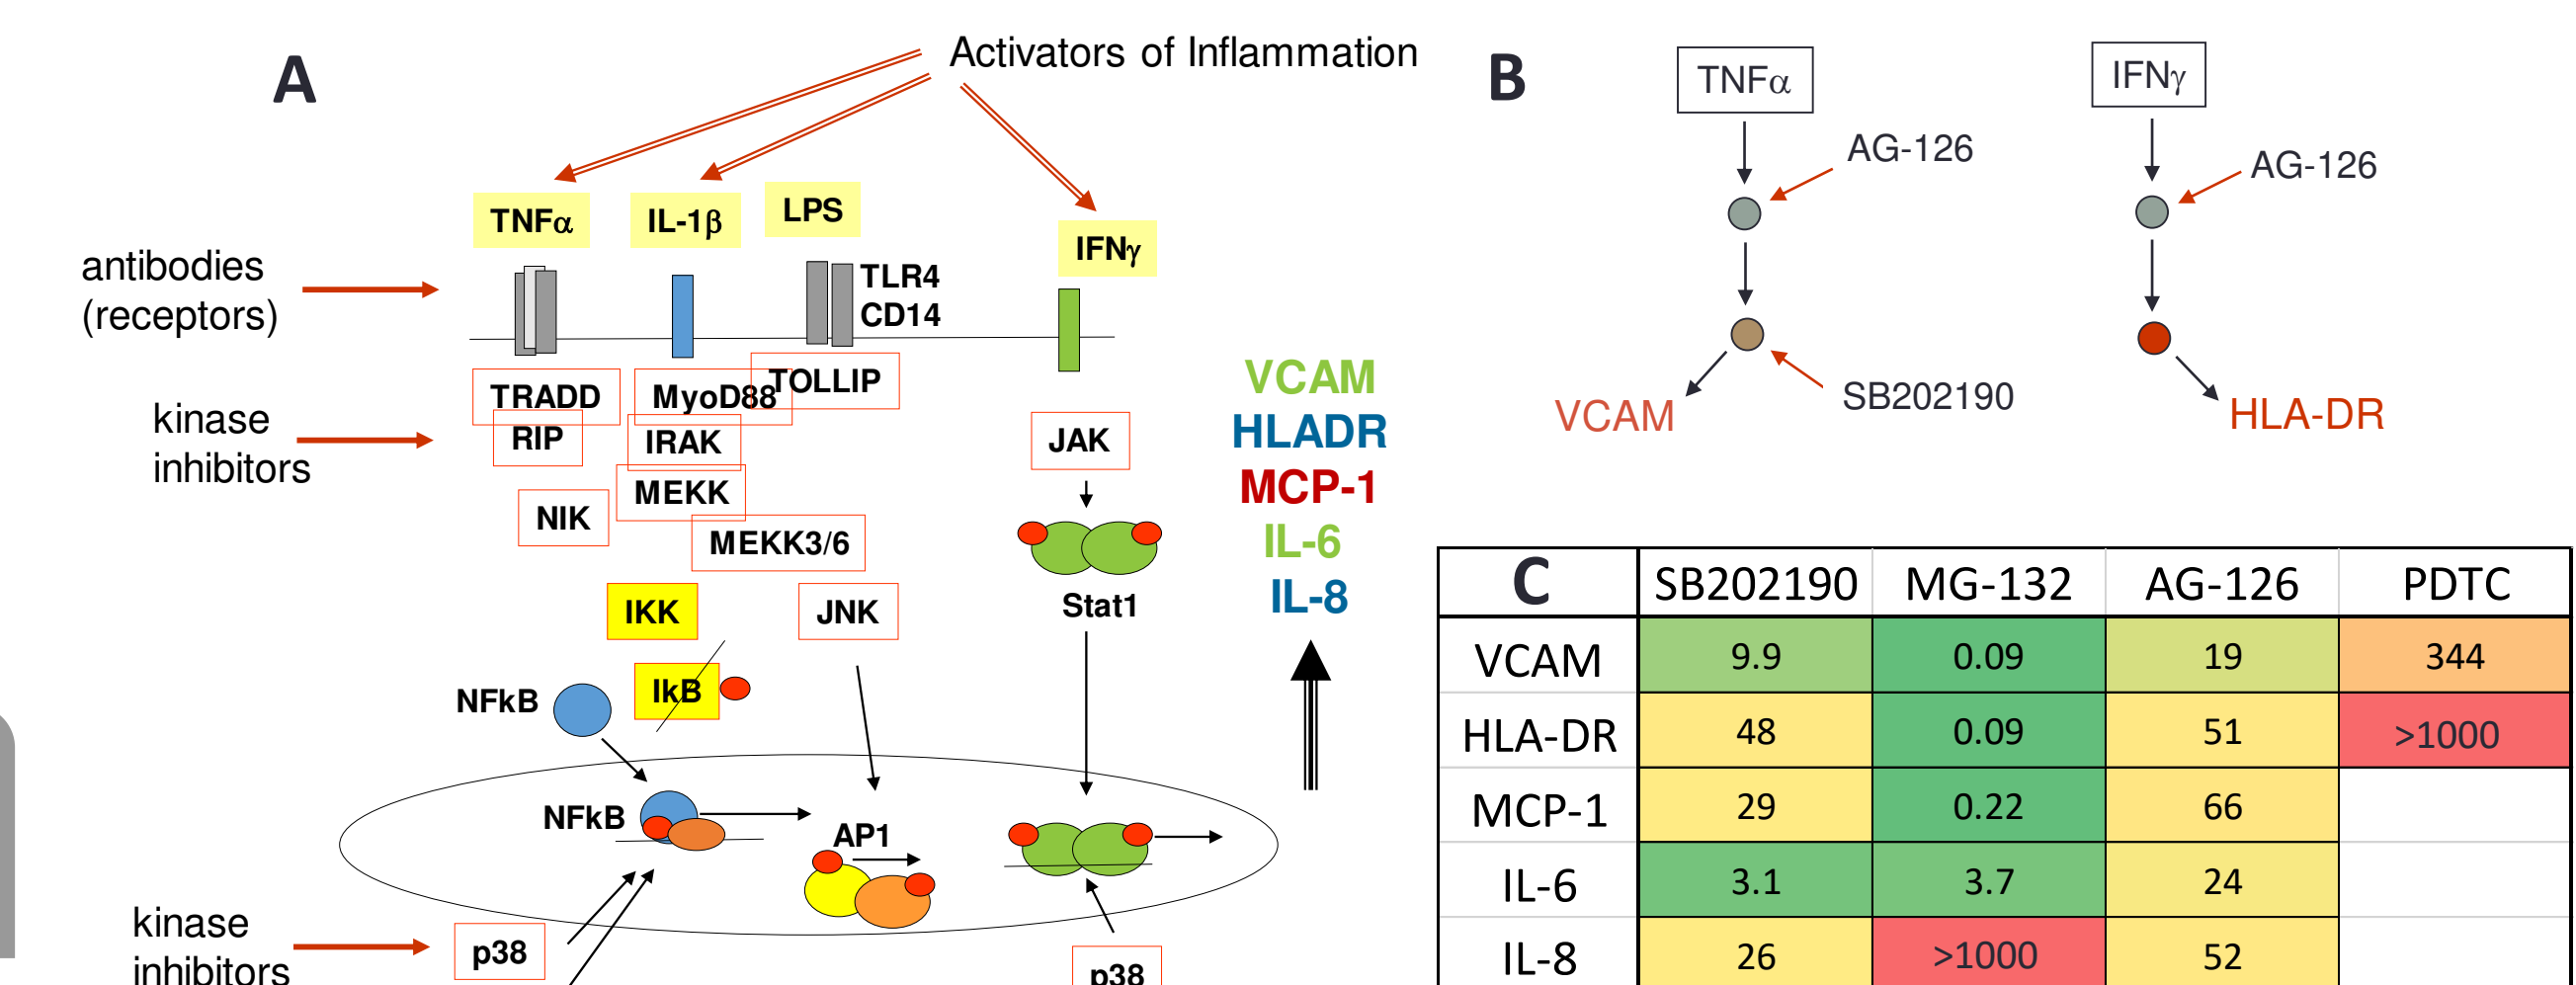 A
Activators of Inflammation
TNFα
IL-1β
LPS
IFNγ
antibodies
(receptors)
TLR4
CD14
kinase
inhibitors
TRADD
MyoD88
TOLLIP
RIP
IRAK
JAK
MEKK
NIK
MEKK3/6
IKK
JNK
Stat1
NFkB
IkB
NFkB
AP1
kinase
inhibitors
p38
p38
VCAM
HLADR
MCP-1
IL-6
IL-8
B
TNFα
AG-126
SB202190
VCAM
IFNγ
AG-126
HLA-DR
C SB202190 MG-132 AG-126 PDTC
VCAM 9.9 0.09 19 344
HLA-DR 48 0.09 51 >1000
MCP-1 29 0.22 66
IL-6 3.1 3.7 24
IL-8 26 >1000 52